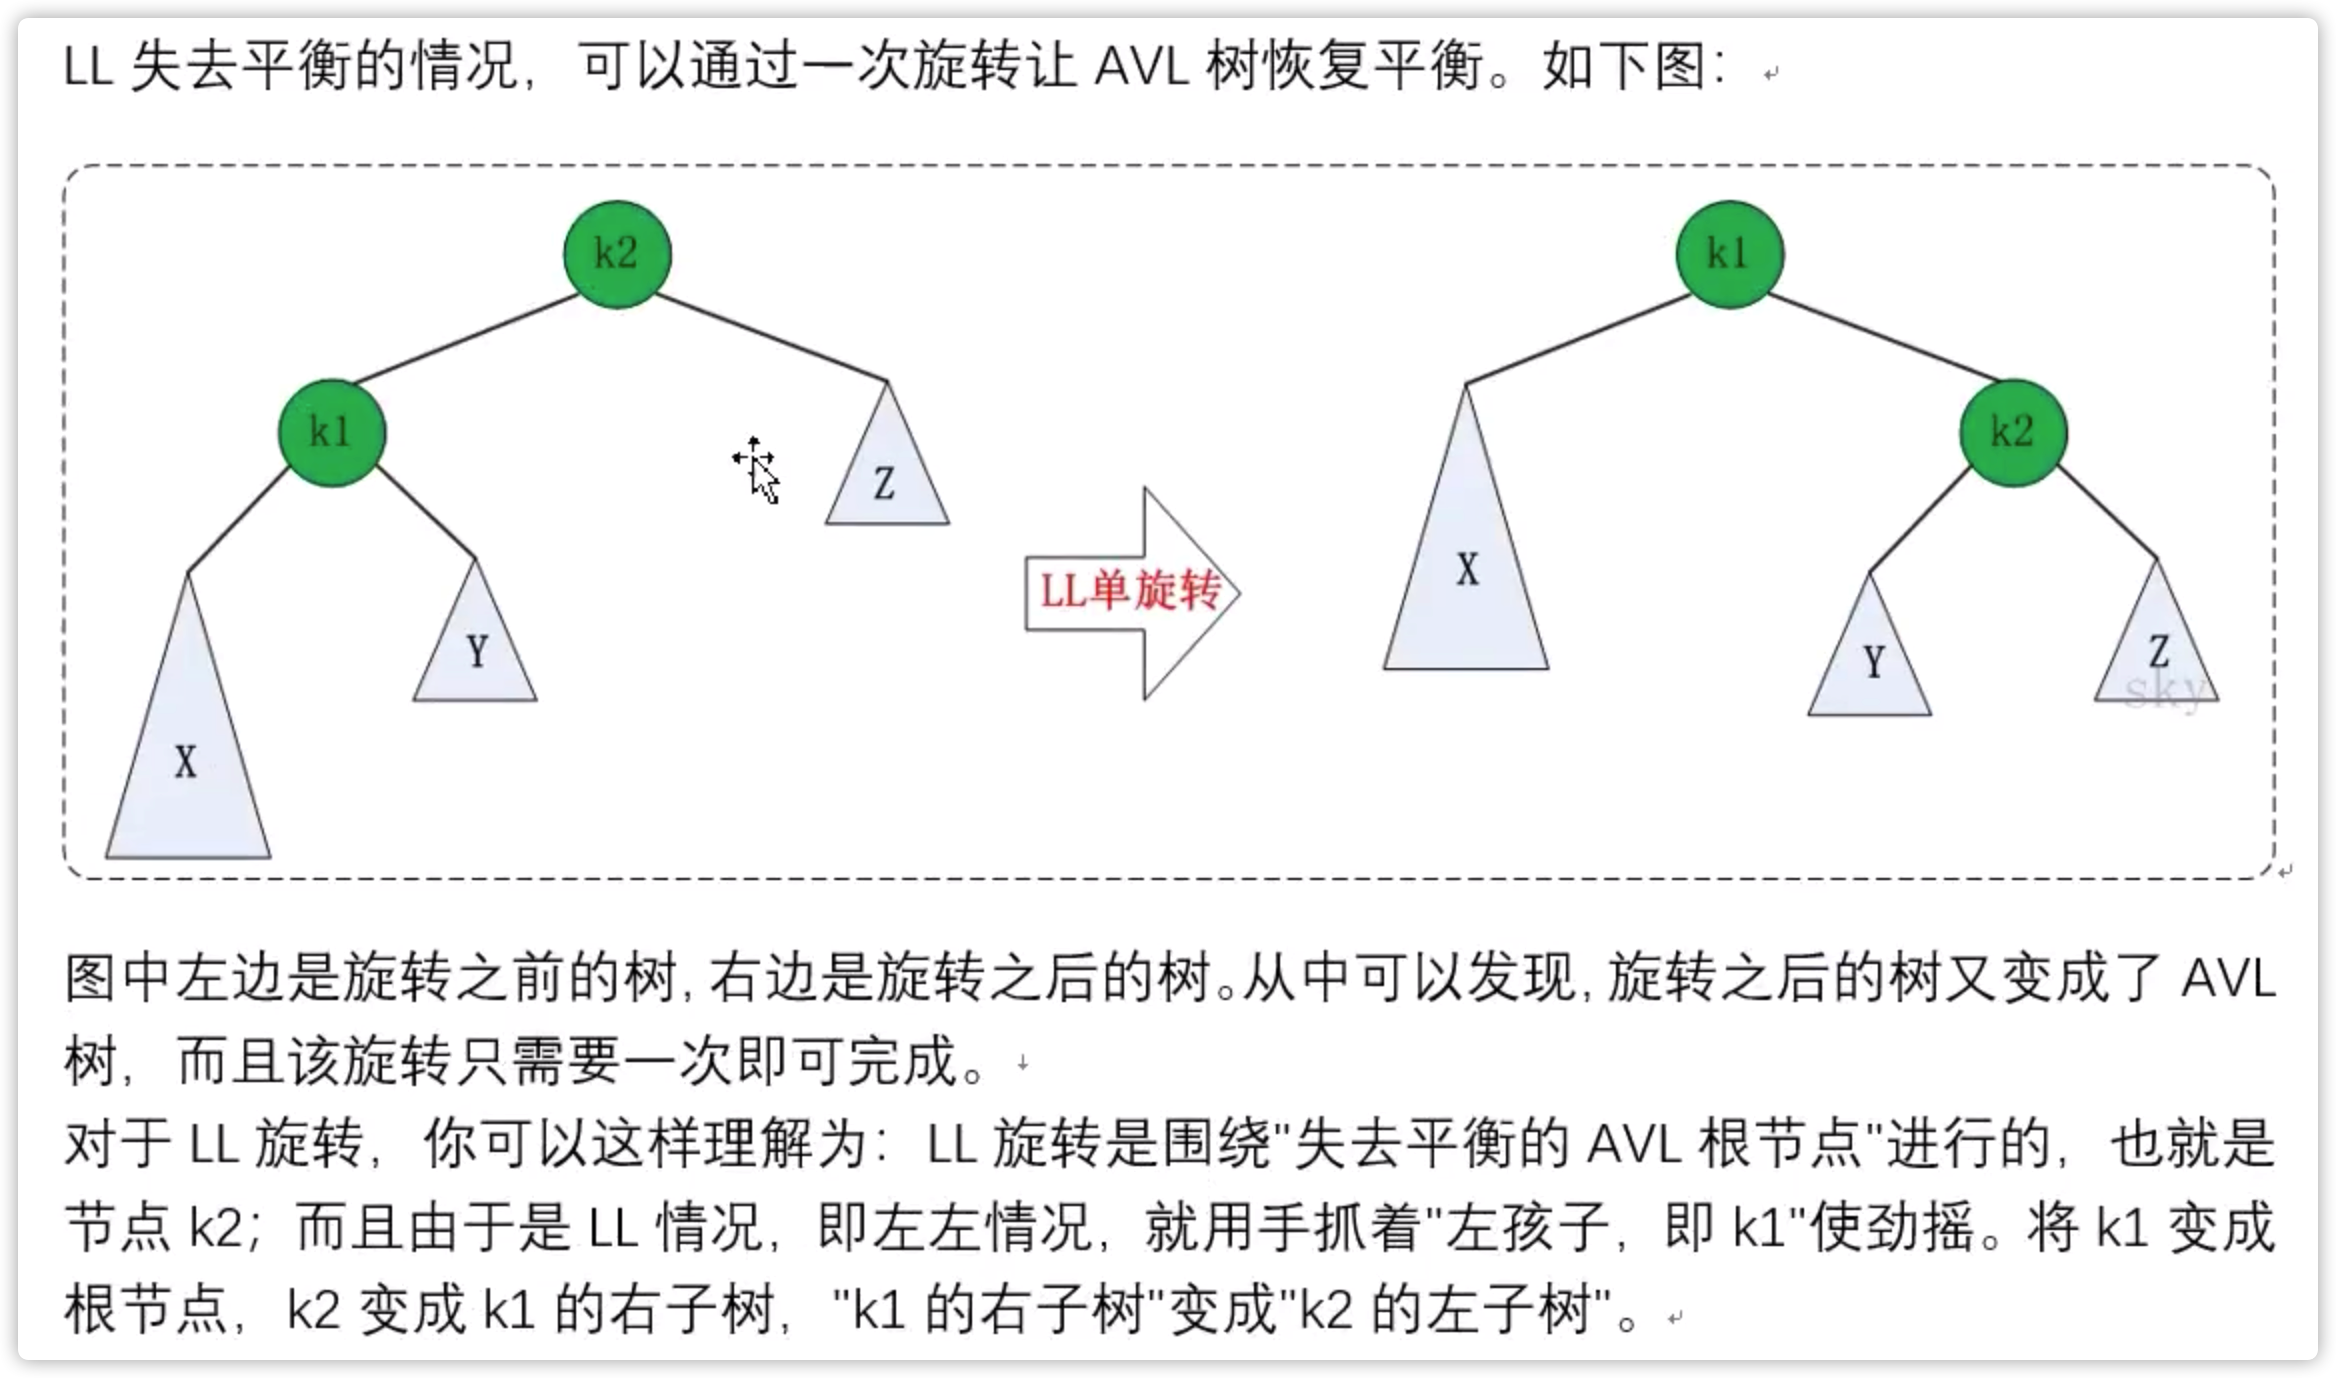 LL 失去平衡的情况，可以通过一次旋转让 AVL 树恢复平衡。如下图：
k2
k1
k1
k2
Z
LL单旋转
X
Y
Z
Y
sky
X
图中左边是旋转之前的树，右边是旋转之后的树。从中可以发现，旋转之后的树又变成了 AVL
树，而且该旋转只需要一次即可完成。
对于 LL 旋转，你可以这样理解为：LL 旋转是围绕"失去平衡的 AVL 根节点"进行的，也就是
节点 k2；而且由于是 LL 情况，即左左情况，就用手抓着"左孩子，即 k1"使劲摇。将 k1 变成
根节点，k2 变成 k1 的右子树，"k1 的右子树"变成"k2 的左子树"。